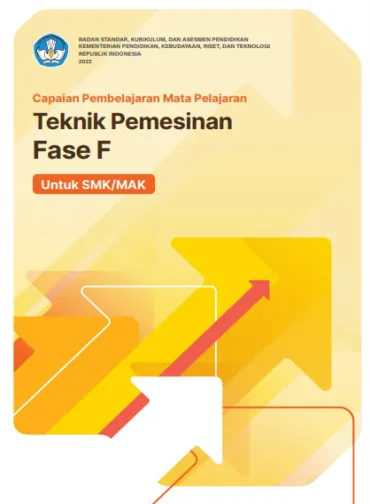 BADAN STANDAR, KURIKULUM, DAN ASESMEN PENDIDIKAN
KEMENTERIAN PENDIDIKAN, KEBUDAYAAN, RISET, DAN TEKNOLOGI
REPUBLIK INDONESIA
2022
Capaian Pembelajaran Mata Pelajaran
Teknik Pemesinan
Fase F
Untuk SMK/MAK